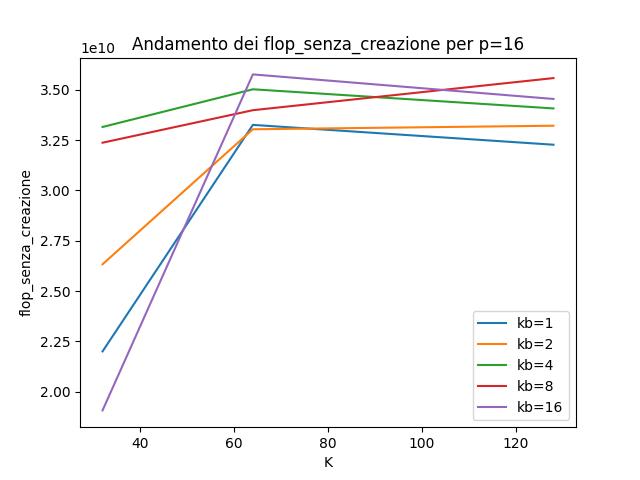 Andamento dei flop_senza_creazione per p=16
1e10
3.50
3.25
3.00
2.75
2.50
2.25
2.00
flop_senza_creazione
kb=1
kb=2
kb=4
kb=8
kb=16
40 60 80 100 120
K